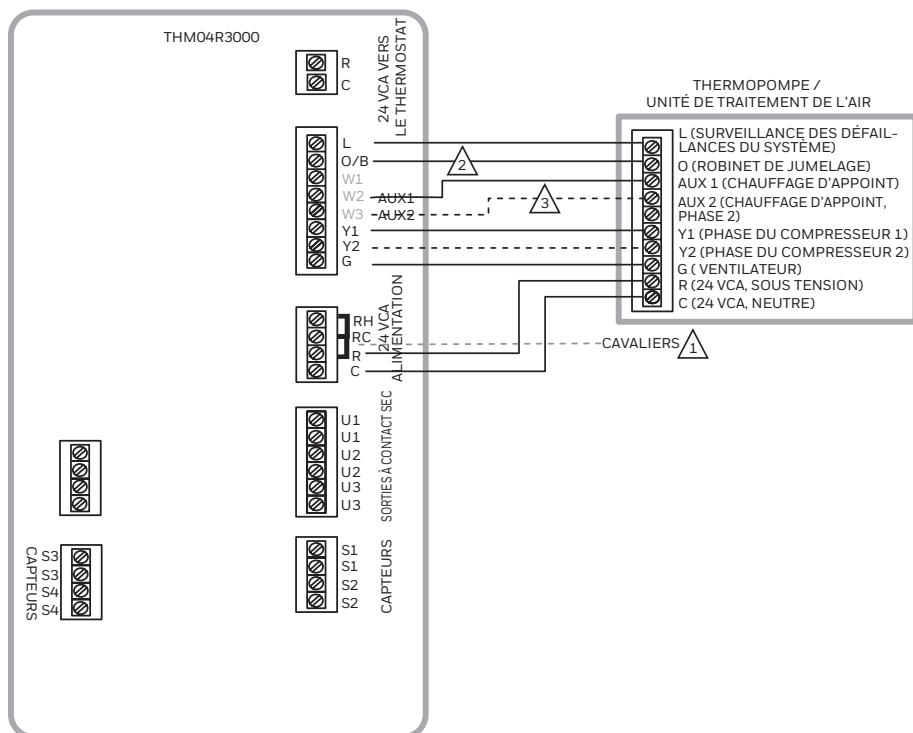 THM04R3000
R
C
24 VCA VERS
LE THERMOSTAT
L
O/B
W1
W2 AUX1
W3 AUX2
Y1
Y2
G
2
3
THERMOPOMPE /
UNITÉ DE TRAITEMENT DE L'AIR
L (SURVEILLANCE DES DÉFAIL-
LANCES DU SYSTÈME)
O (ROBINET DE JUMELAGE)
AUX 1 (CHAUFFAGE D'APPOINT)
AUX 2 (CHAUFFAGE D'APPOINT,
PHASE 2)
Y1 (PHASE DU COMPRESSEUR 1)
Y2 (PHASE DU COMPRESSEUR 2)
G ( VENTILATEUR)
R (24 VCA, SOUS TENSION)
C (24 VCA, NEUTRE)
RH
RC
R
C
24 VCA
ALIMENTATION
CAVALIERS 1
U1
U1
U2
U2
U3
U3
SORTIES À CONTACT SEC
S1
S1
S2
S2
CAPTEURS
CAPTEURS
S3
S3
S4
S4